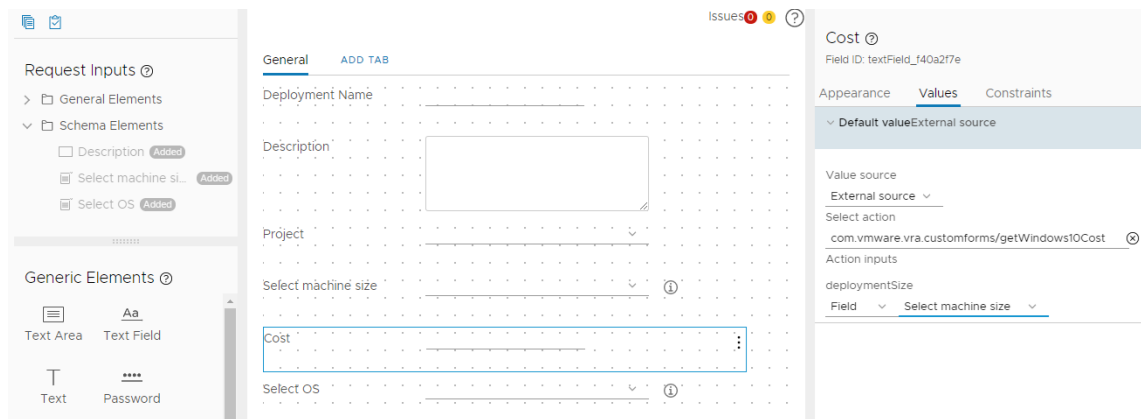 Issues 0 0
Request Inputs
General Elements
Schema Elements
Description Added
Select machine si... Added
Select OS Added
Generic Elements
Aa
Text Area Text Field
T
Text Password
General ADD TAB
Deployment Name
Description
Project
Select machine size
Cost
Select OS
Cost
Field ID: textField_f40a2f7e
Appearance Values Constraints
Default valueExternal source
Value source
External source
Select action
com.vmware.vra.customforms/getWindows10Cost
Action inputs
deploymentSize
Field Select machine size